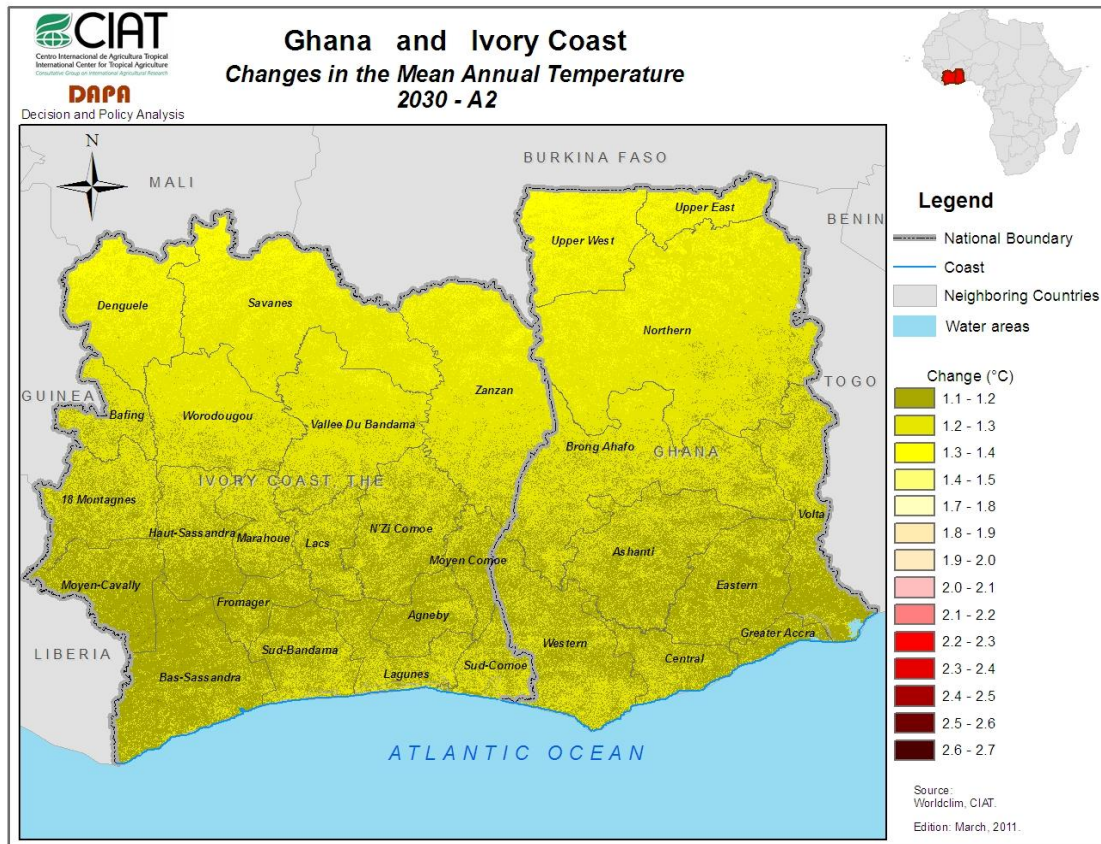 CIAT
Centro Internacional de Agricultura Tropical
International Center for Tropical Agriculture
Consultative Group on International Agricultural Research
DAPA
Decision and Policy Analysis
Ghana and Ivory Coast
Changes in the Mean Annual Temperature
2030 - A2
N
MALI
BURKINA FASO
BENIN
Upper East
Upper West
Denguele
Savanes
Northern
TOGO
GUINEA
Zanzan
Bafing
Worodougou
Vallee Du Bandama
Brong Ahafo
GHANA
IVORY COAST, THE
18 Montagnes
Volta
Haut-Sassandra
Marahoue
Lacs
N'Zi Comoe
Moyen Comoe
Ashanti
Moyen-Cavally
Eastern
Fromager
Agneby
Greater Accra
Western
Central
LIBERIA
Sud-Bandama
Sud-Comoe
Bas-Sassandra
Lagunes
ATLANTIC OCEAN
Legend
National Boundary
Coast
Neighboring Countries
Water areas
Change (°C)
1.1 - 1.2
1.2 - 1.3
1.3 - 1.4
1.4 - 1.5
1.7 - 1.8
1.8 - 1.9
1.9 - 2.0
2.0 - 2.1
2.1 - 2.2
2.2 - 2.3
2.3 - 2.4
2.4 - 2.5
2.5 - 2.6
2.6 - 2.7
Source:
Worldclim, CIAT.
Edition: March, 2011.